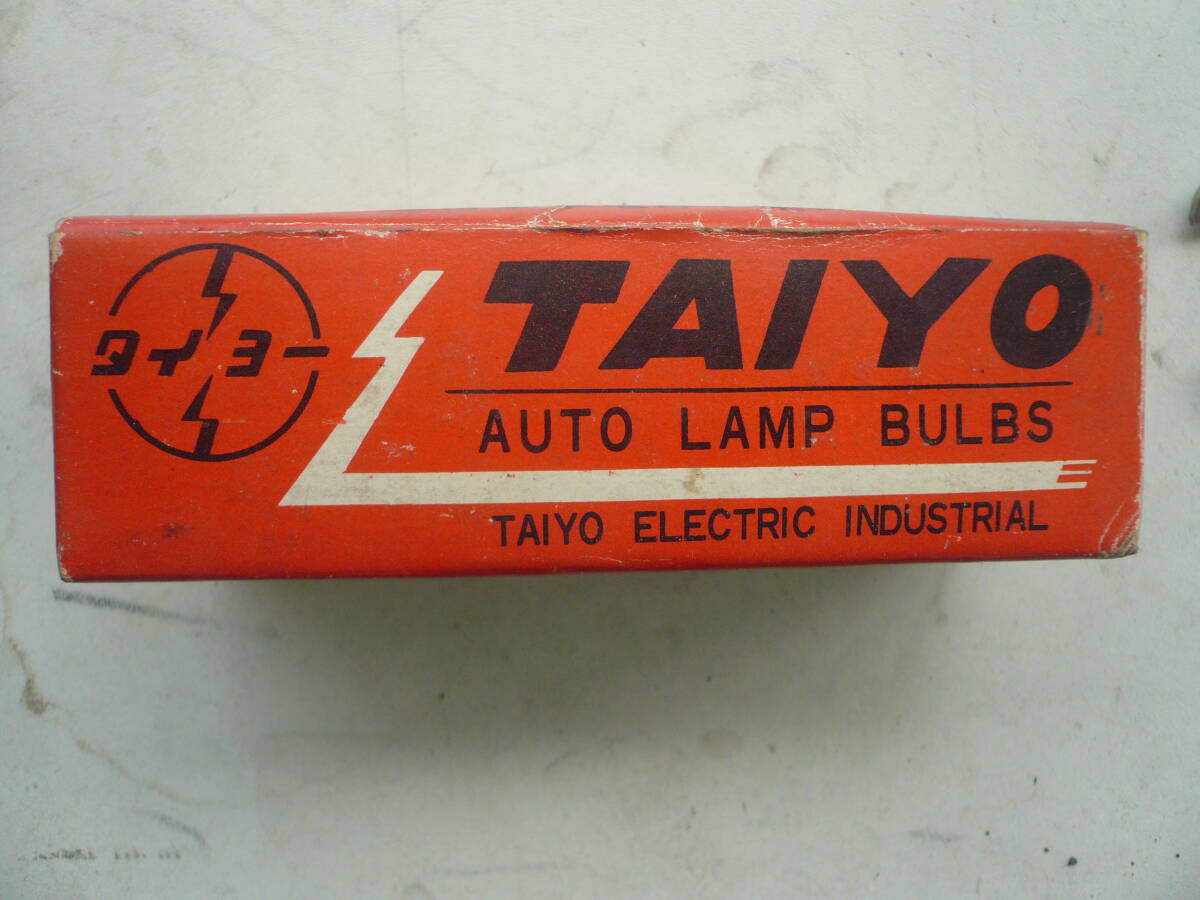 タイヨー
TAIYO
AUTO LAMP BULBS
TAIYO ELECTRIC INDUSTRIAL